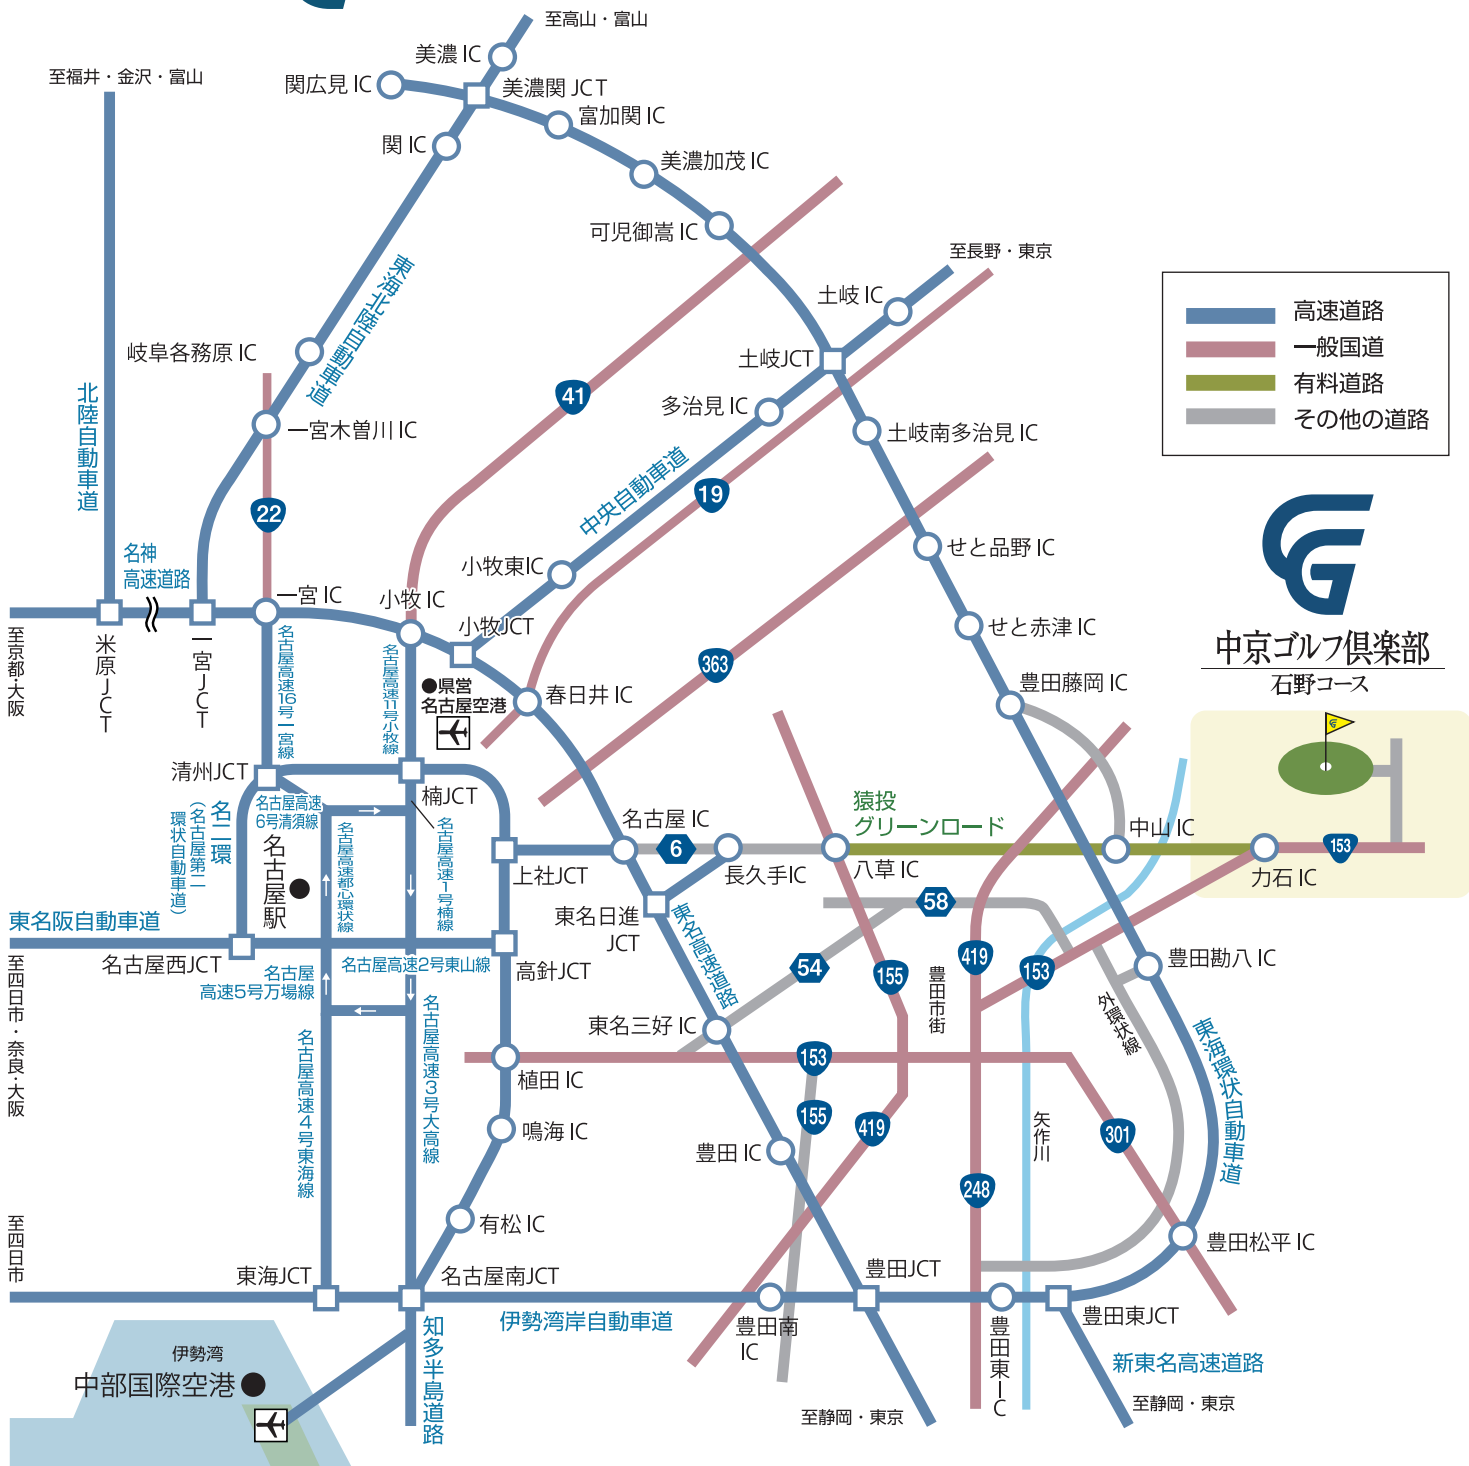 至高山・富山
美濃 IC
至福井・金沢・富山
関広見 IC
美濃関 JCT
富加関 IC
関 IC
美濃加茂 IC
可児御嵩 IC
至長野・東京
東海北陸自動車道
土岐 IC
高速道路
一般国道
有料道路
その他の道路
岐阜各務原 IC
土岐JCT
41
多治見 IC
北陸自動車道
一宮木曽川 IC
土岐南多治見 IC
中央自動車道
19
22
名神
高速道路
小牧東IC
せと品野 IC
一宮 IC
小牧 IC
小牧JCT
せと赤津 IC
中京ゴルフ倶楽部
石野コース
至京都・大阪
米原JCT
一宮JCT
名古屋高速16号一宮線
名古屋高速11号小牧線
363
県営
名古屋空港
春日井 IC
豊田藤岡 IC
清州JCT
楠JCT
名古屋高速
6号清須線
名二環
(名古屋第二
環状自動車道)
名古屋駅
名古屋高速都心環状線
名古屋高速1号楠線
名古屋 IC
6
猿投
グリーンロード
中山 IC
153
上社JCT
長久手IC
八草 IC
力石 IC
東名阪自動車道
東名日進
JCT
東名高速道路
58
名古屋西JCT
名古屋高速2号東山線
高針JCT
54
155
豊田市街
419
153
豊田勘八 IC
至四日市・奈良・大阪
名古屋
高速5号万場線
外環状線
名古屋高速4号東海線
名古屋高速3号大高線
東名三好 IC
153
東海環状自動車道
植田 IC
155
419
矢作川
301
鳴海 IC
豊田 IC
248
至四日市
有松 IC
豊田松平 IC
東海JCT
名古屋南JCT
豊田JCT
伊勢湾岸自動車道
豊田南
IC
豊田東IC
豊田東JCT
知多半島道路
新東名高速道路
伊勢湾
中部国際空港
至静岡・東京
至静岡・東京